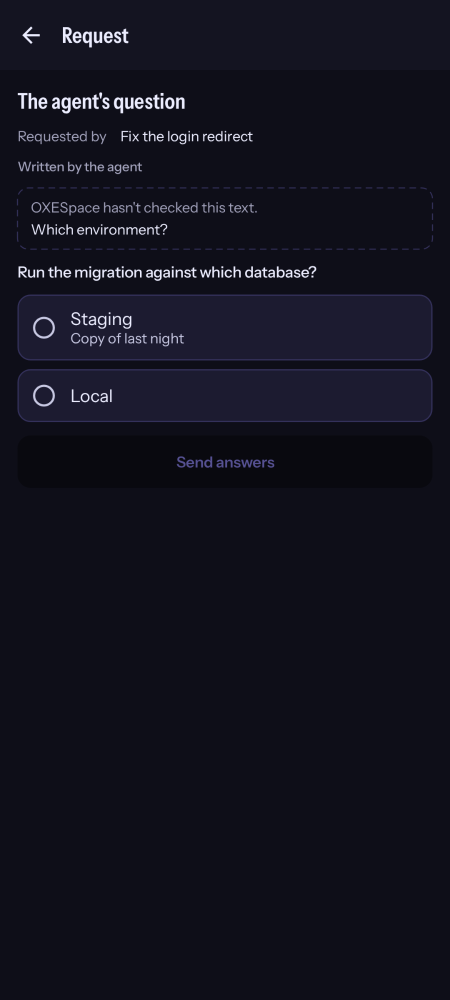 Request
The agent's question
Requested by Fix the login redirect
Written by the agent
OXESpace hasn't checked this text.
Which environment?
Run the migration against which database?
Staging
Copy of last night
Local
Send answers